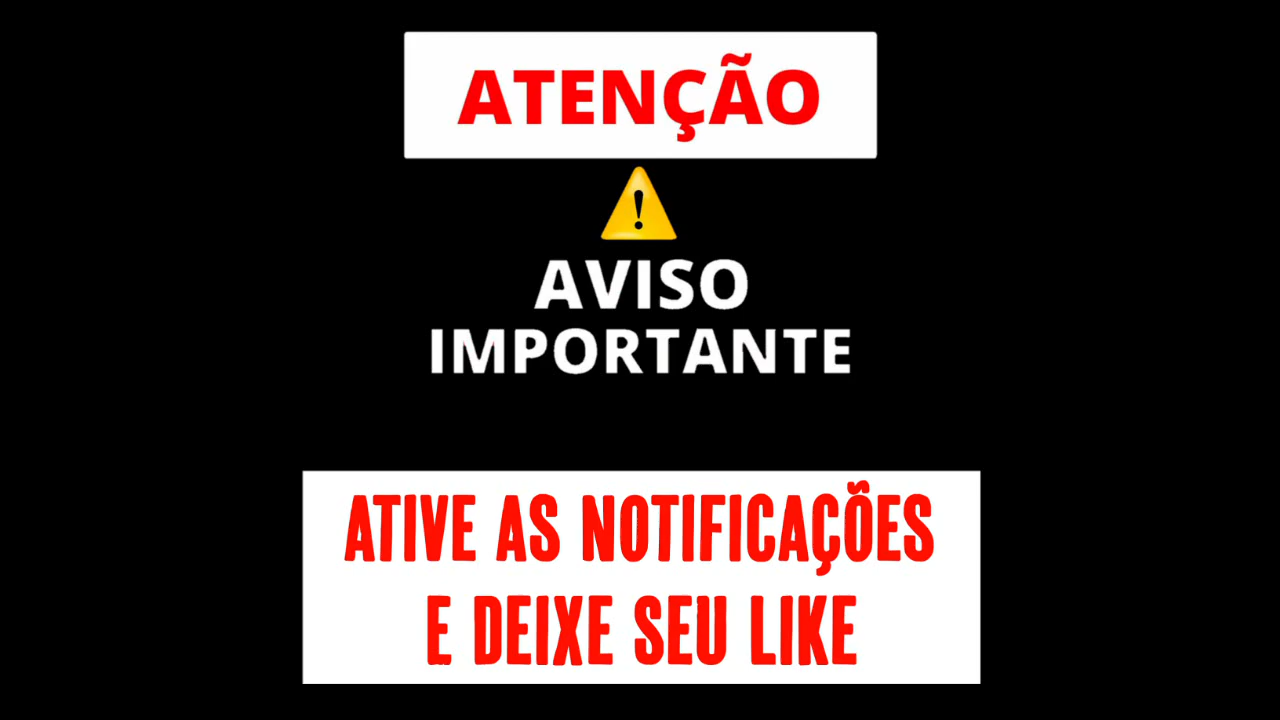 ATENÇÃO
AVISO
IMPORTANTE
ATIVE AS NOTIFICAÇÕES
E DEIXE SEU LIKE